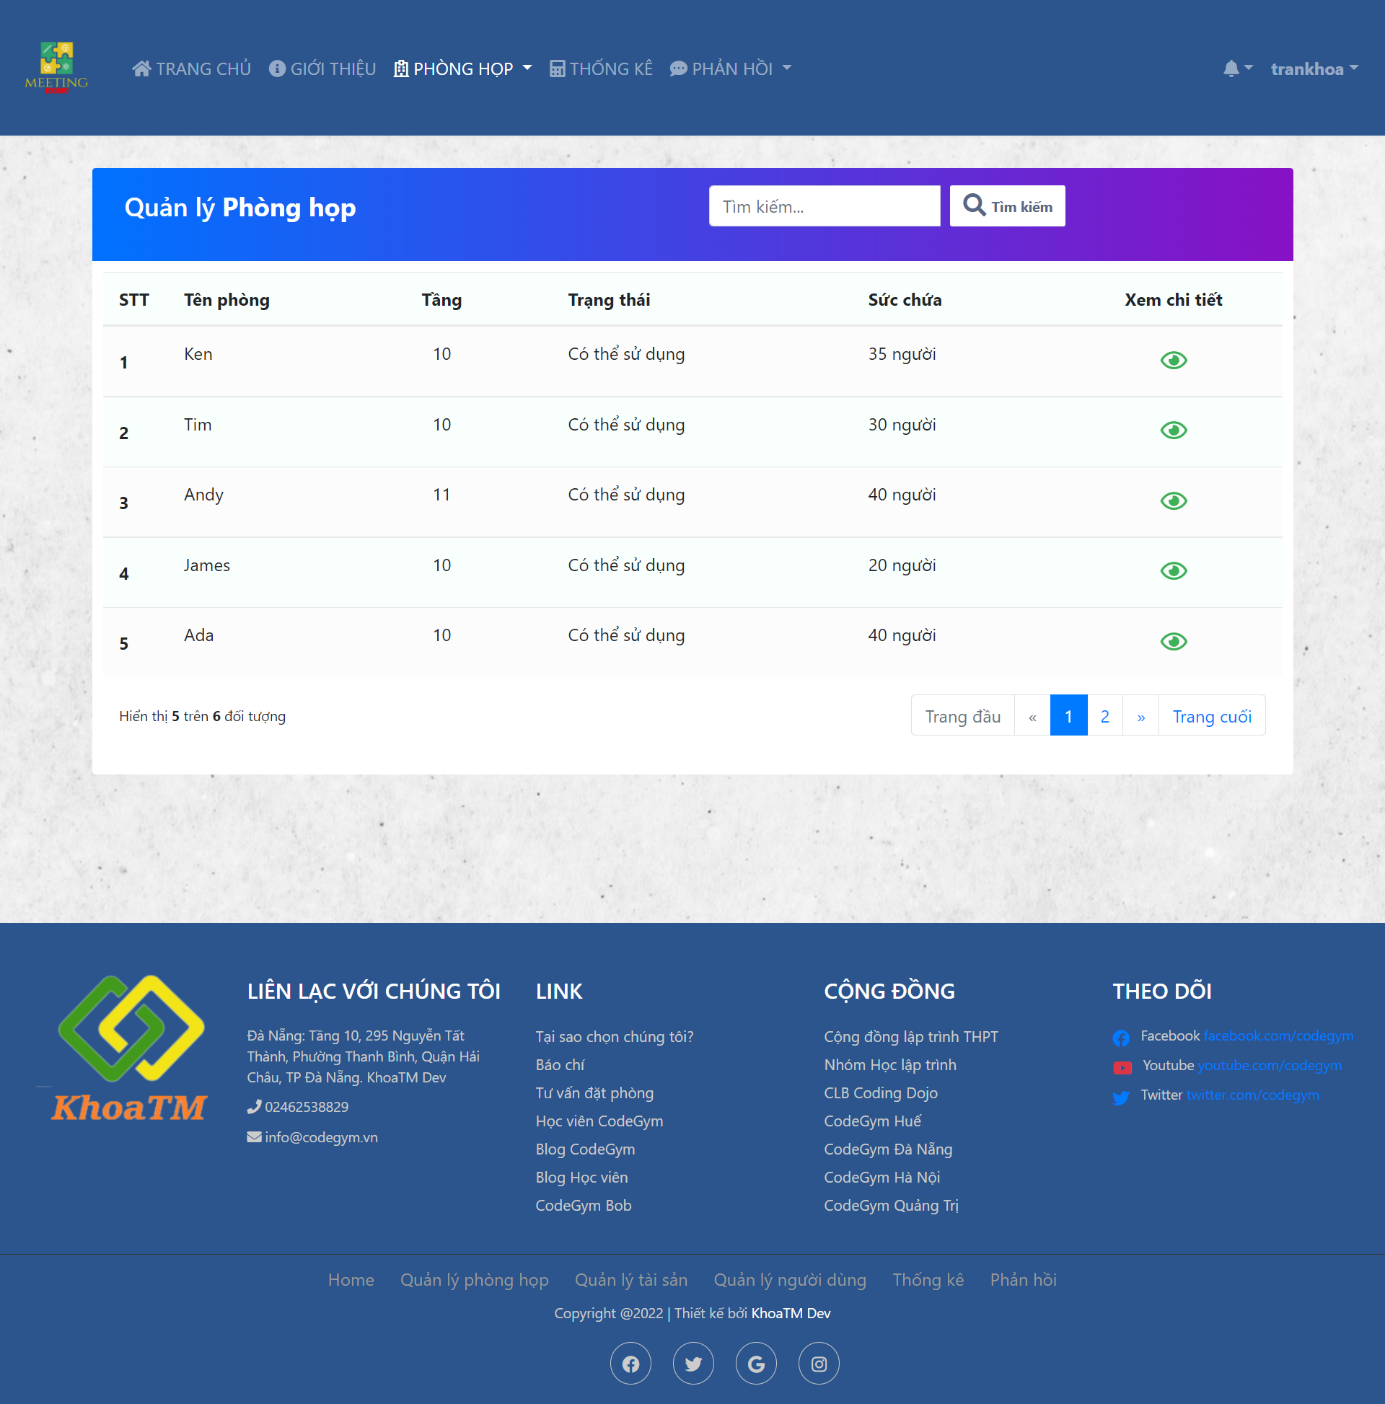 MEETING
TRANG CHỦ GIỚI THIỆU PHÒNG HỌP THỐNG KÊ PHẢN HỒI trankhoa
Quản lý Phòng họp Tìm kiếm... Tìm kiếm
STT Tên phòng Tầng Trạng thái Sức chứa Xem chi tiết
1 Ken 10 Có thể sử dụng 35 người
2 Tim 10 Có thể sử dụng 30 người
3 Andy 11 Có thể sử dụng 40 người
4 James 10 Có thể sử dụng 20 người
5 Ada 10 Có thể sử dụng 40 người
Hiển thị 5 trên 6 đối tượng Trang đầu « 1 2 » Trang cuối
KhoaTM
LIÊN LẠC VỚI CHÚNG TÔI
Đà Nẵng: Tầng 10, 295 Nguyễn Tất
Thành, Phường Thanh Bình, Quận Hải
Châu, TP Đà Nẵng. KhoaTM Dev
02462538829
info@codegym.vn
LINK
Tại sao chọn chúng tôi?
Báo chí
Tư vấn đặt phòng
Học viên CodeGym
Blog CodeGym
Blog Học viên
CodeGym Bob
CỘNG ĐỒNG
Cộng đồng lập trình THPT
Nhóm Học lập trình
CLB Coding Dojo
CodeGym Huế
CodeGym Đà Nẵng
CodeGym Hà Nội
CodeGym Quảng Trị
THEO DÕI
Facebook facebook.com/codegym
Youtube youtube.com/codegym
Twitter twitter.com/codegym
Home Quản lý phòng họp Quản lý tài sản Quản lý người dùng Thống kê Phản hồi
Copyright @2022 | Thiết kế bởi KhoaTM Dev